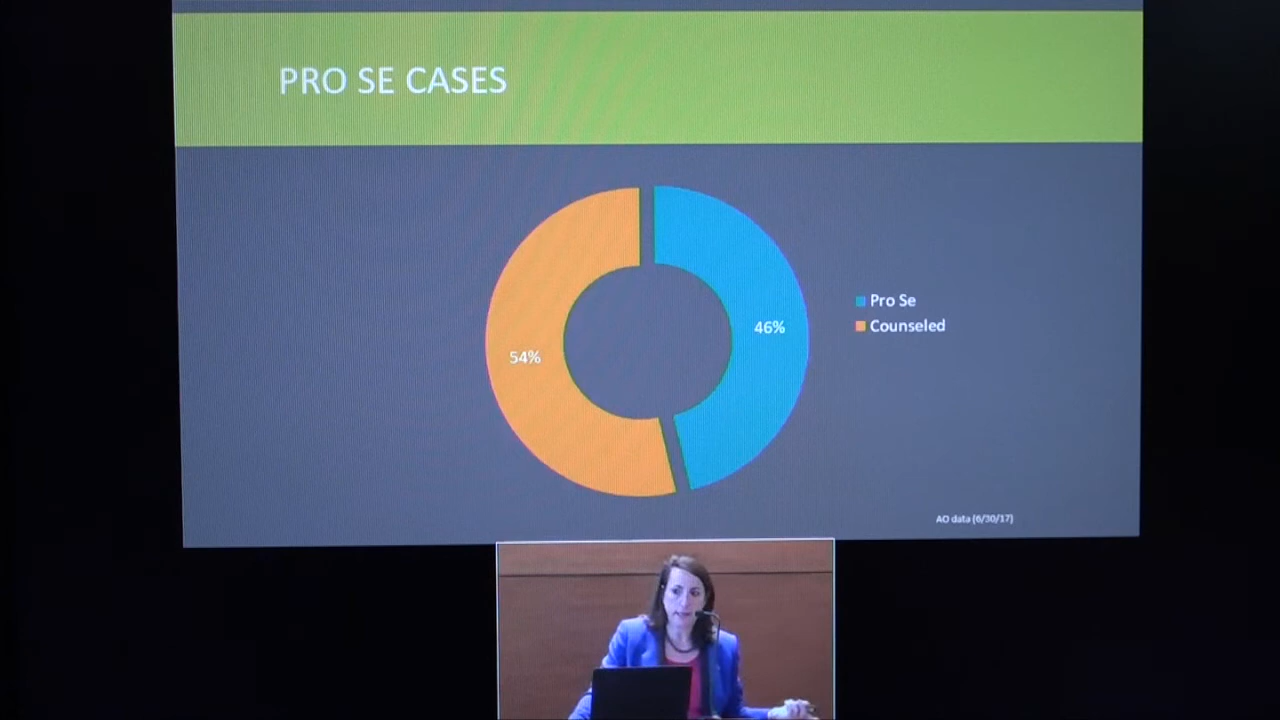 PRO SE CASES
46%
54%
Pro Se
Counseled
AO data (6/30/17)